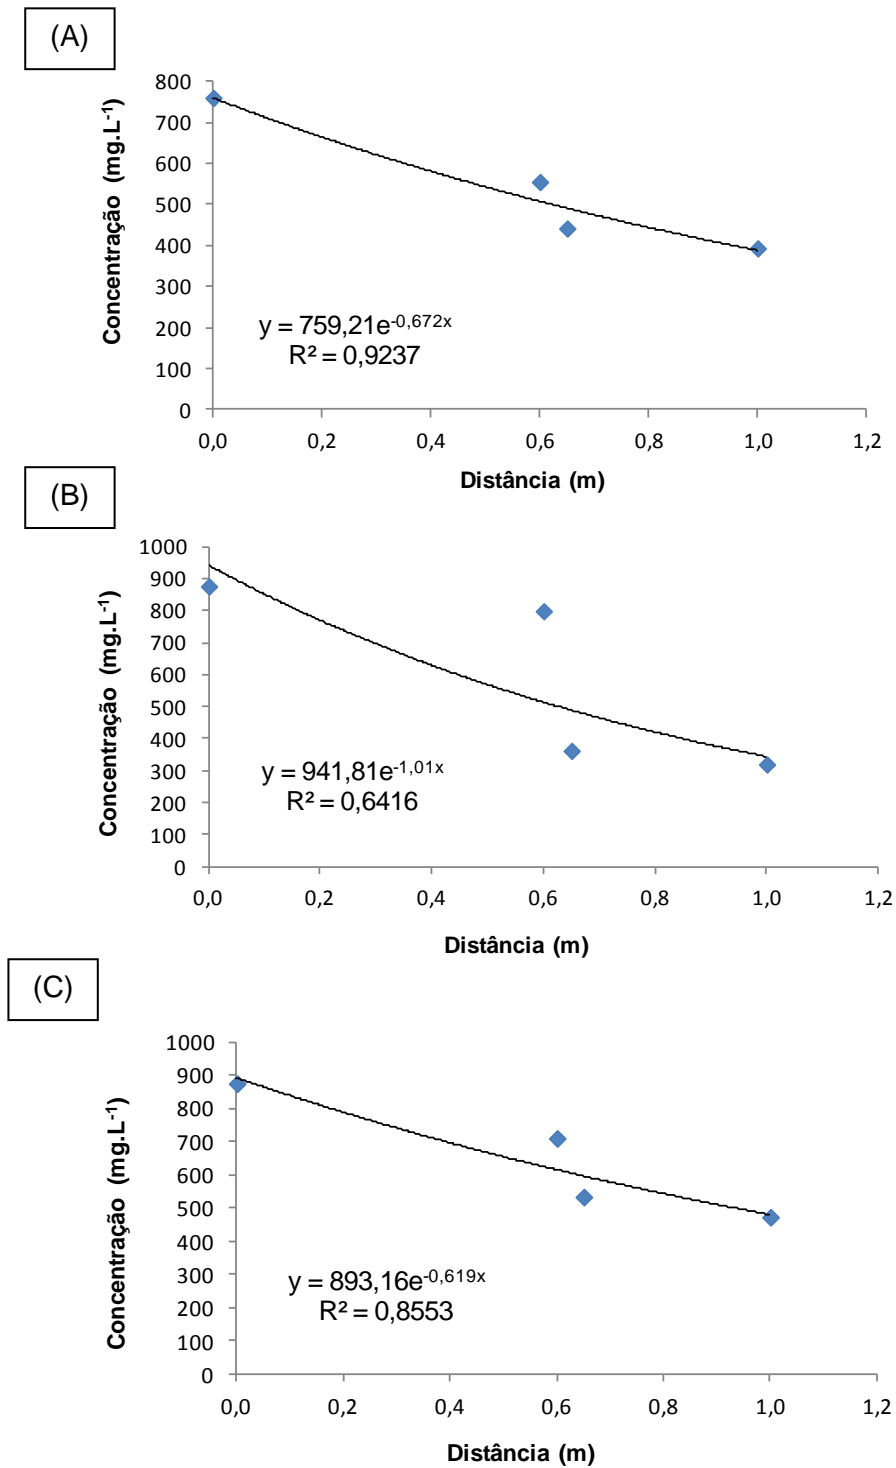 (A)
Concentração (mg.L-1)
800
700
600
500
400
300
200
100
0
y = 759,21e-0,672x
R² = 0,9237
0,0 0,2 0,4 0,6 0,8 1,0 1,2
Distância (m)
(B)
Concentração (mg.L-1)
1000
900
800
700
600
500
400
300
200
100
0
y = 941,81e-1,01x
R² = 0,6416
0,0 0,2 0,4 0,6 0,8 1,0 1,2
Distância (m)
(C)
Concentração (mg.L-1)
1000
900
800
700
600
500
400
300
200
100
0
y = 893,16e-0,619x
R² = 0,8553
0,0 0,2 0,4 0,6 0,8 1,0 1,2
Distância (m)